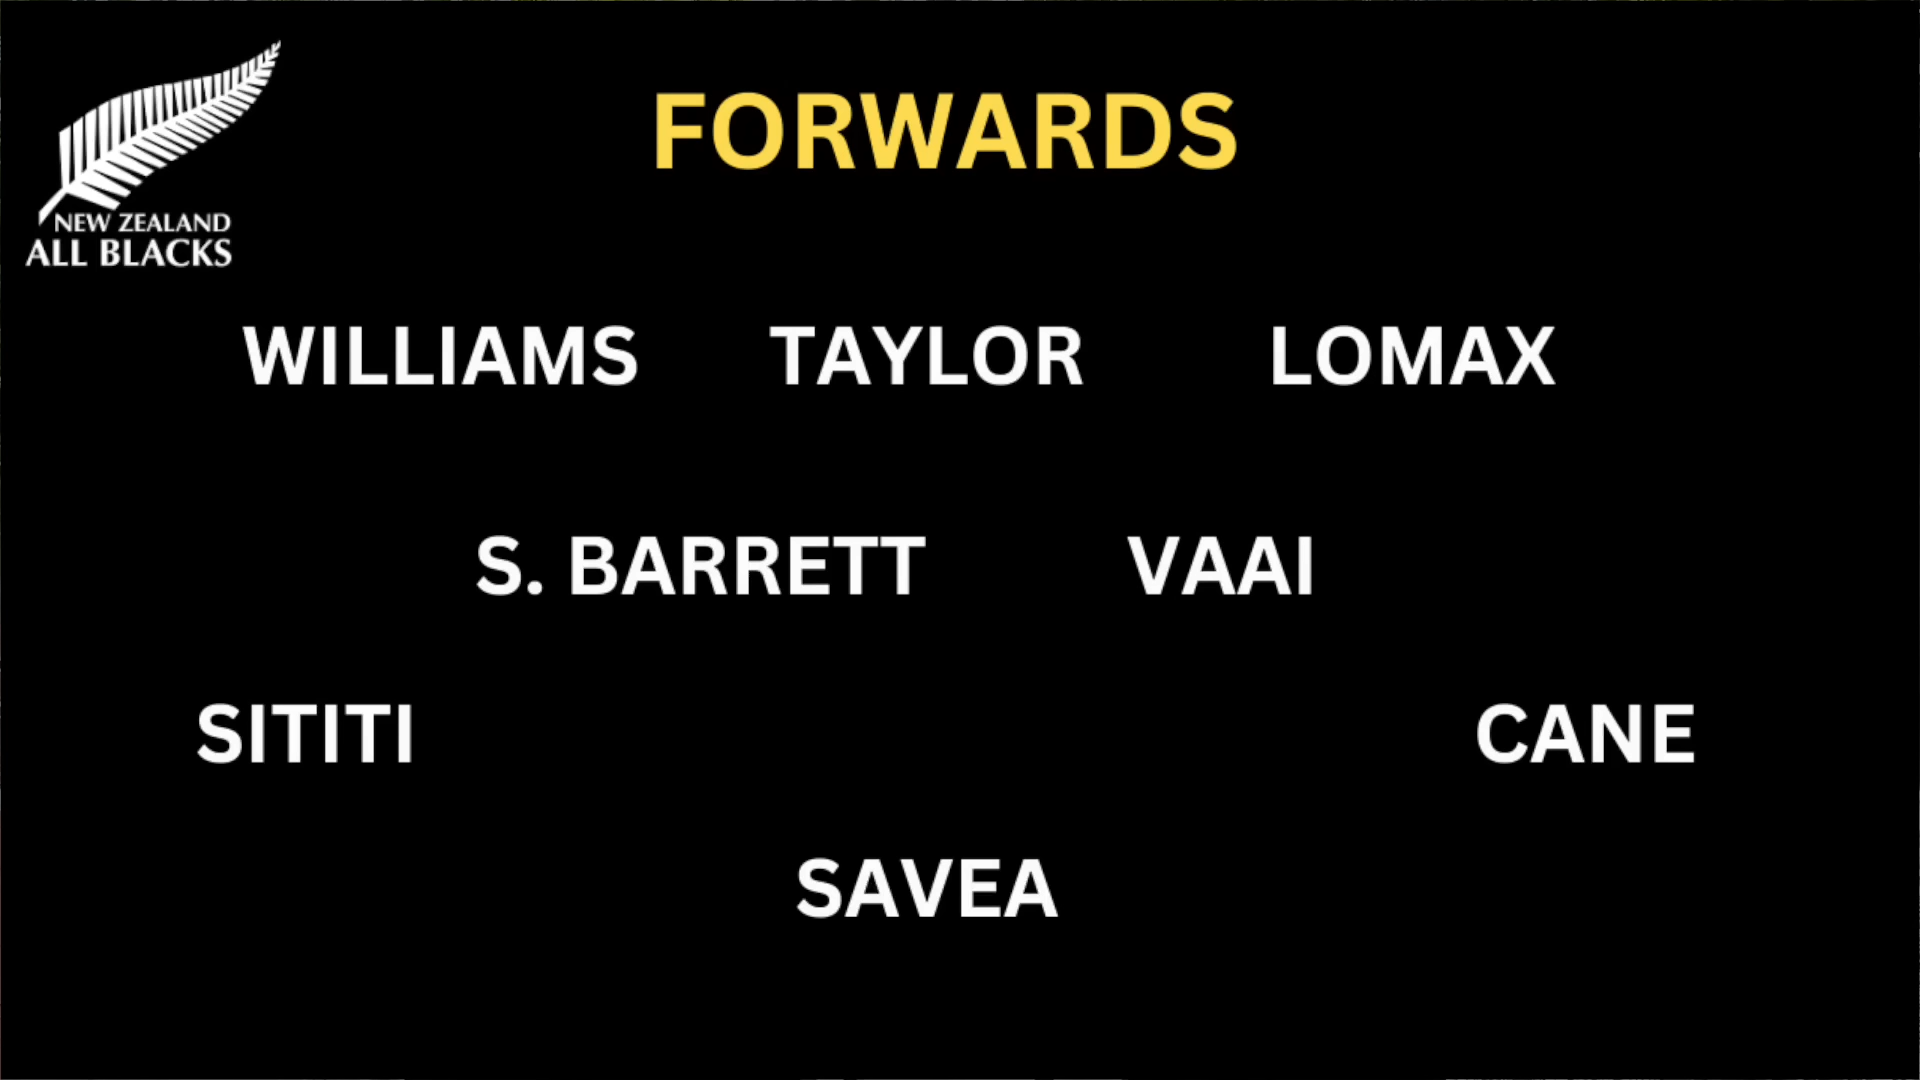 NEW ZEALAND
ALL BLACKS
FORWARDS
WILLIAMS TAYLOR LOMAX
S. BARRETT VAAI
SITITI CANE
SAVEA